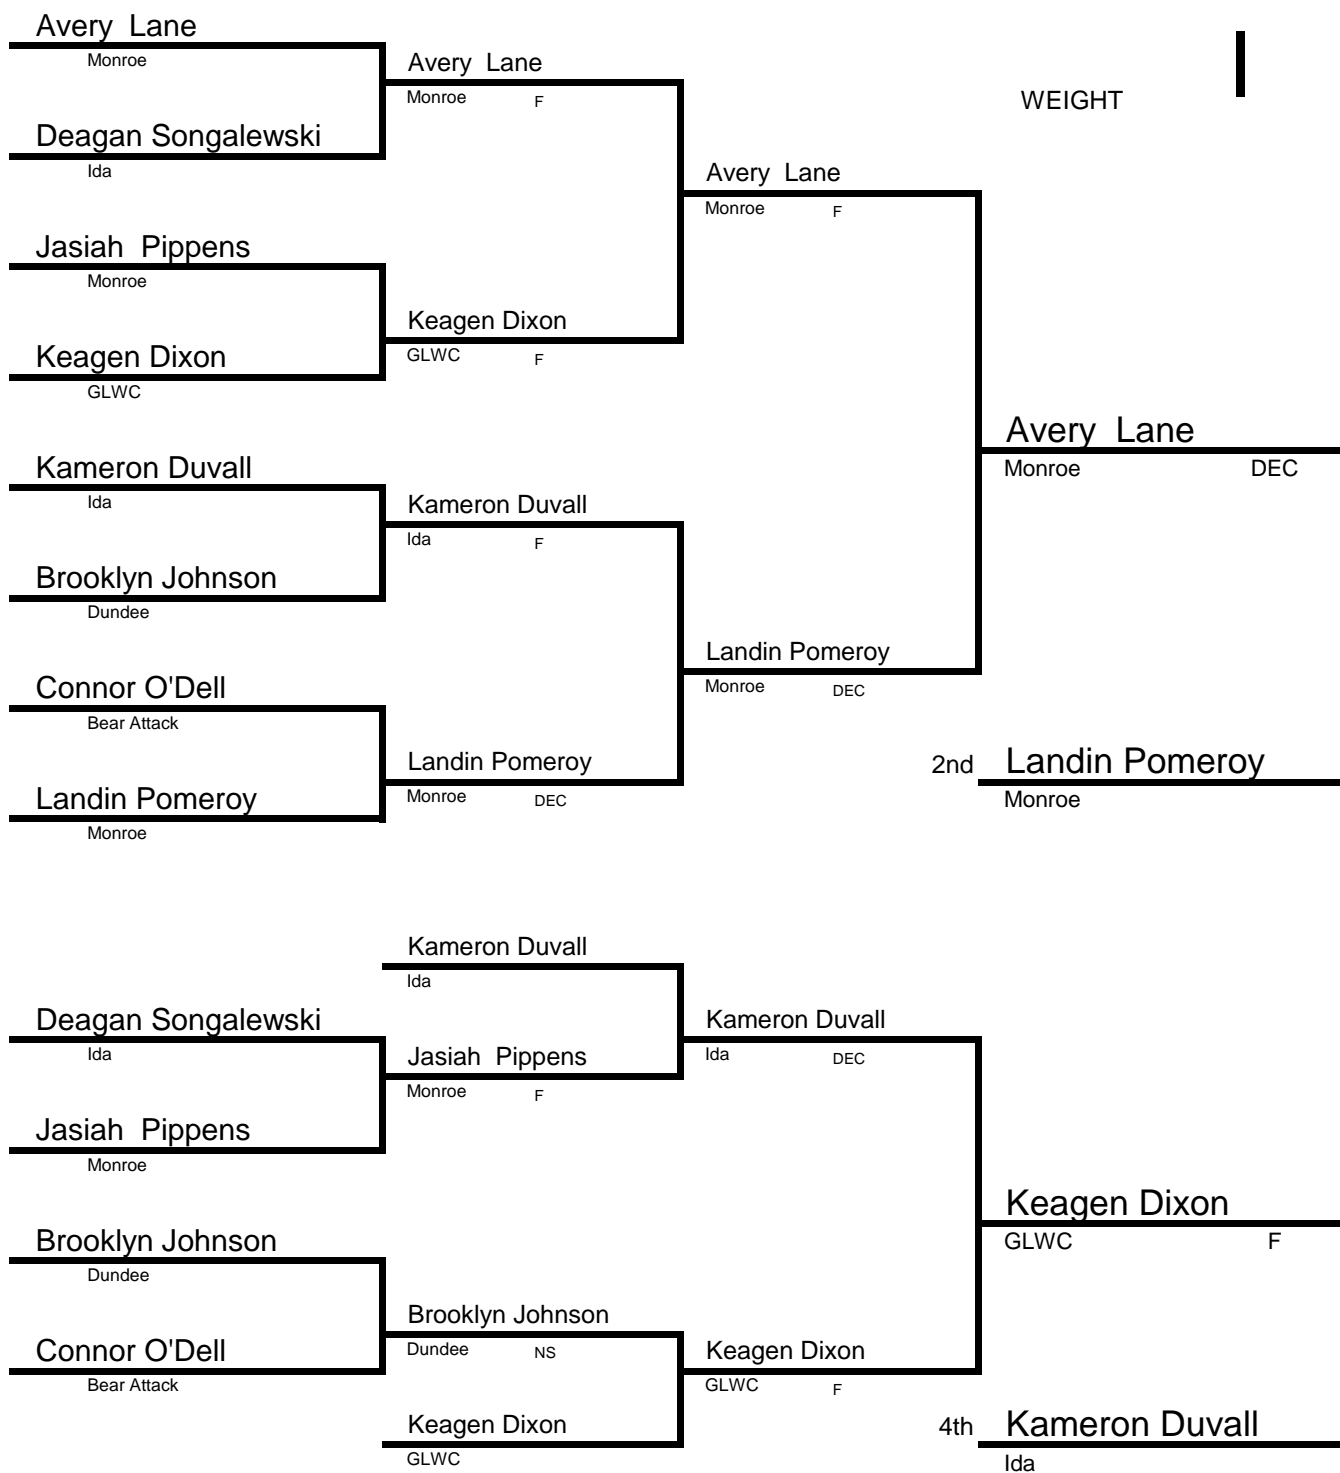 Avery  Lane
Monroe
Avery  Lane
Monroe F
WEIGHT
I
Deagan Songalewski
Ida
Avery  Lane
Monroe F
Jasiah  Pippens
Monroe
Keagen Dixon
GLWC F
Keagen Dixon
GLWC
Avery  Lane
Monroe DEC
Kameron Duvall
Ida
Kameron Duvall
Ida F
Brooklyn Johnson
Dundee
Landin Pomeroy
Monroe DEC
Connor O'Dell
Bear Attack
Landin Pomeroy
Monroe DEC
2nd Landin Pomeroy
Monroe
Landin Pomeroy
Monroe
Kameron Duvall
Ida
Deagan Songalewski
Ida
Kameron Duvall
Ida DEC
Jasiah  Pippens
Monroe F
Jasiah  Pippens
Monroe
Keagen Dixon
GLWC F
Brooklyn Johnson
Dundee
Brooklyn Johnson
Dundee NS
Connor O'Dell
Bear Attack
Keagen Dixon
GLWC F
Keagen Dixon
GLWC
4th Kameron Duvall
Ida